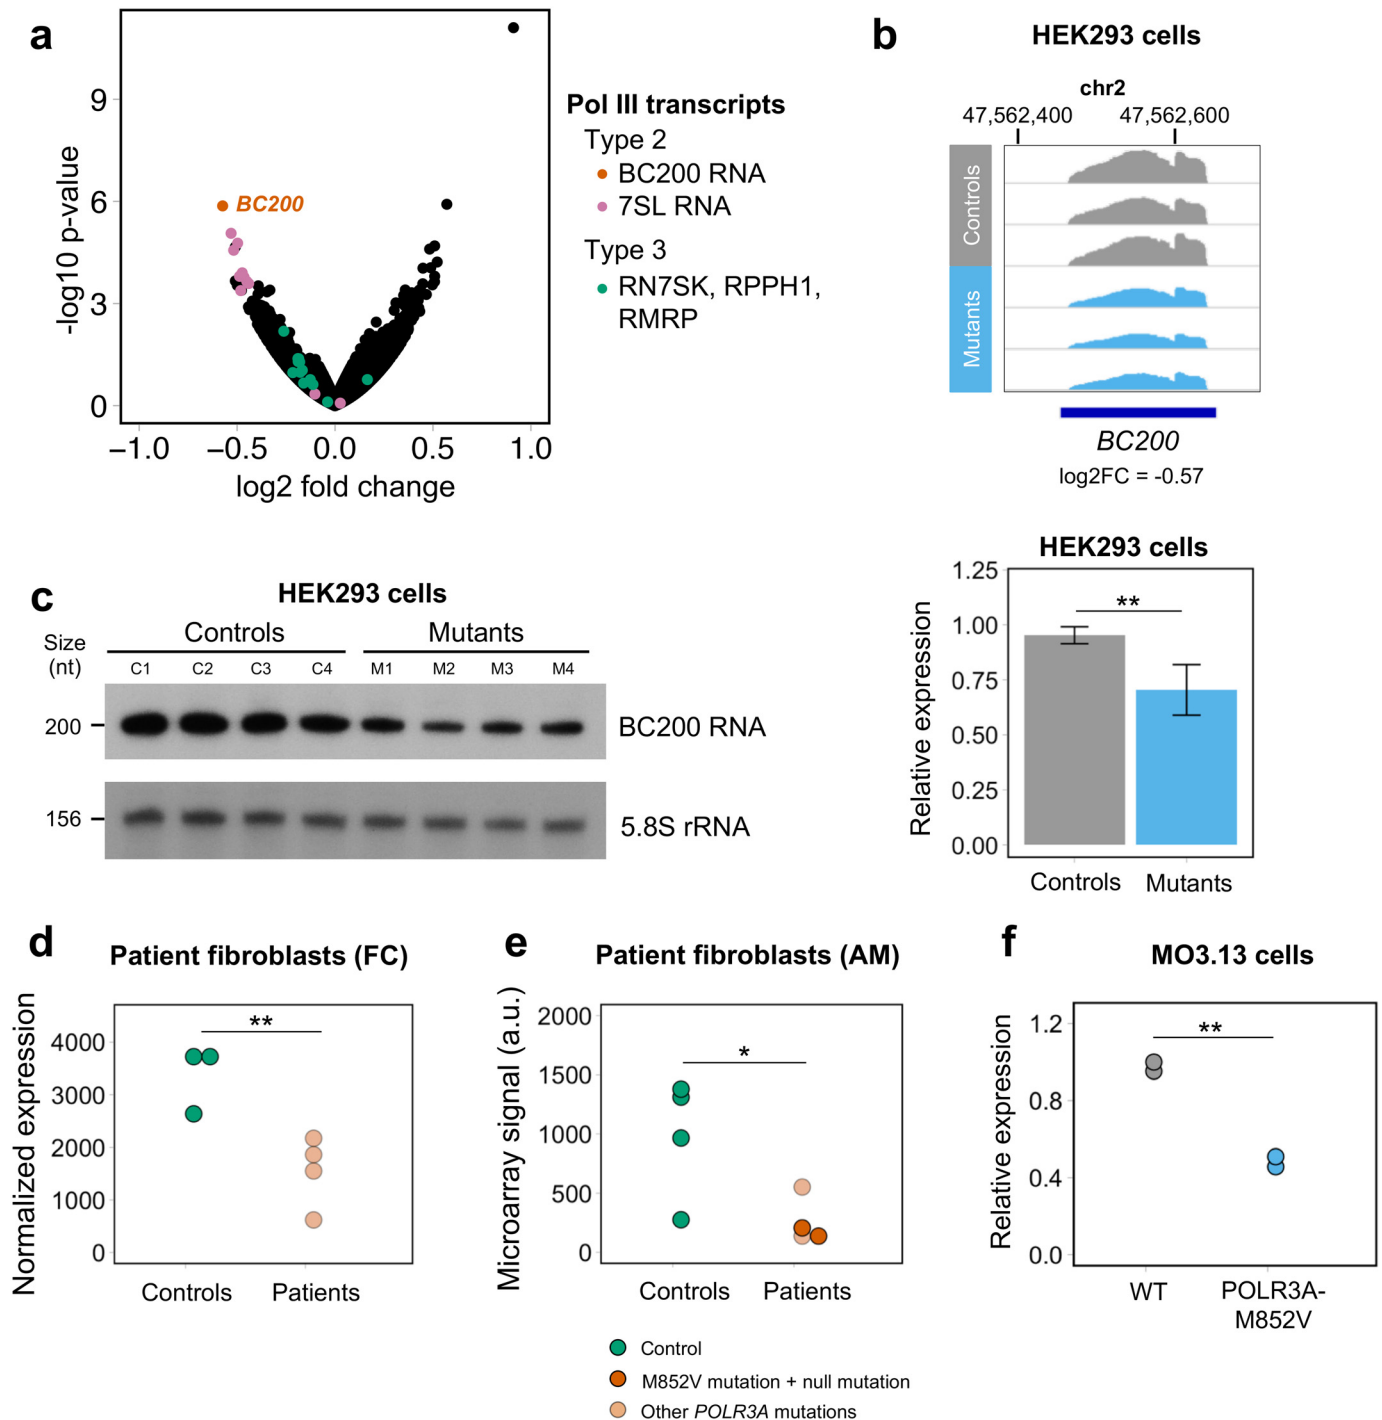 a
9
6
3
0
-log10 p-value
BC200
−1.0
−0.5
0.0
0.5
1.0
log2 fold change
Pol III transcripts
Type 2
BC200 RNA
7SL RNA
Type 3
RN7SK, RPPH1,
RMRP
b
HEK293 cells
chr2
47,562,400
47,562,600
Controls
Mutants
BC200
log2FC = -0.57
c
HEK293 cells
Size
(nt)
Controls
Mutants
C1
C2
C3
C4
M1
M2
M3
M4
200
BC200 RNA
156
5.8S rRNA
HEK293 cells
Relative expression
1.25
1.00
0.75
0.50
0.25
0.00
**
Controls
Mutants
d
Patient fibroblasts (FC)
Normalized expression
4000
3000
2000
1000
0
**
Controls
Patients
e
Patient fibroblasts (AM)
Microarray signal (a.u.)
2000
1500
1000
500
0
*
Controls
Patients
Control
M852V mutation + null mutation
Other POLR3A mutations
f
MO3.13 cells
Relative expression
1.2
0.8
0.4
0.0
**
WT
POLR3A-
M852V